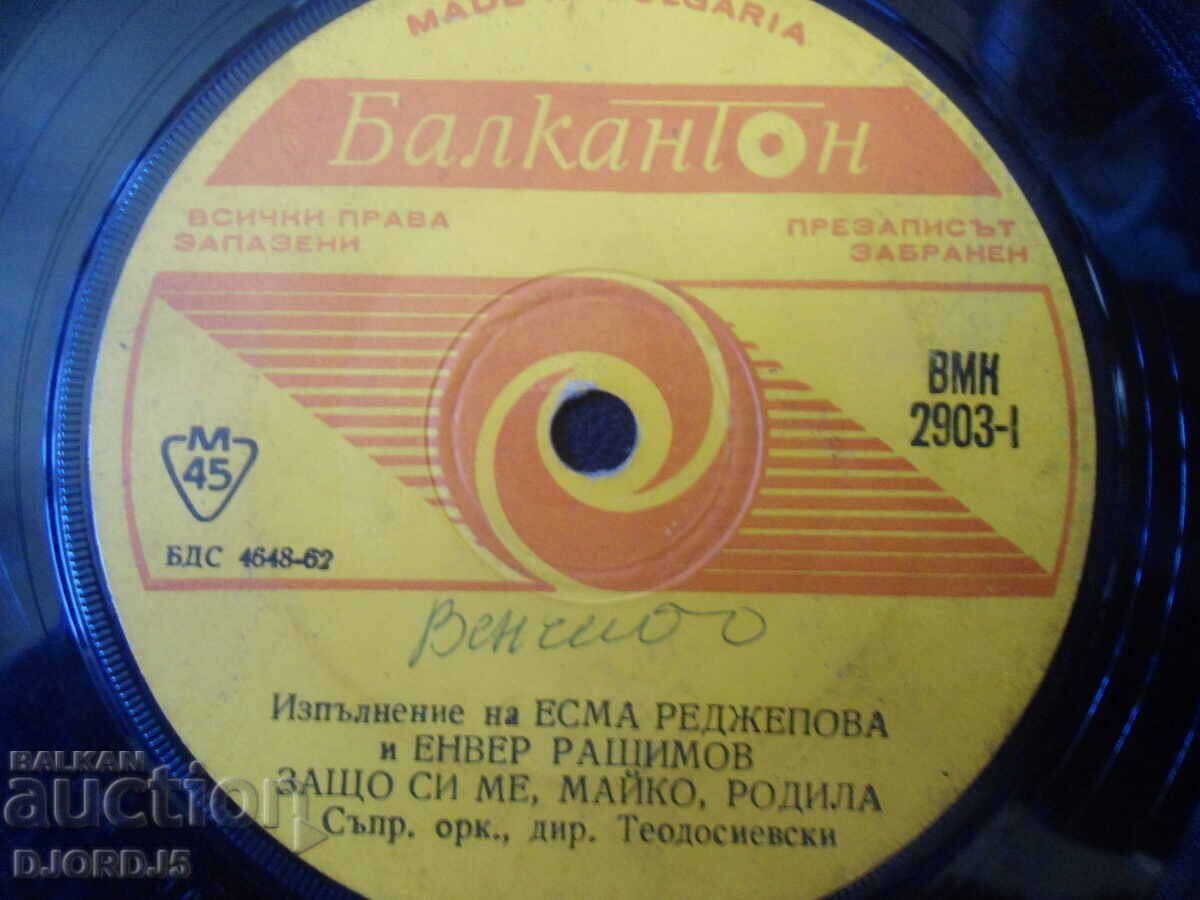 MADE IN BULGARIA
Балкантон
ВСИЧКИ ПРАВА
ЗАПАЗЕНИ
ПРЕЗАПИСЪТ
ЗАБРАНЕН
ВМК
2903-I
М
45
БДС 4648-62
Изпълнение на ЕСМА РЕДЖЕПОВА
и ЕНВЕР РАШИМОВ
ЗАЩО СИ МЕ, МАЙКО, РОДИЛА
Съпр. орк., дир. Теодосиевски
BALKAN
auction
DJORDJ5